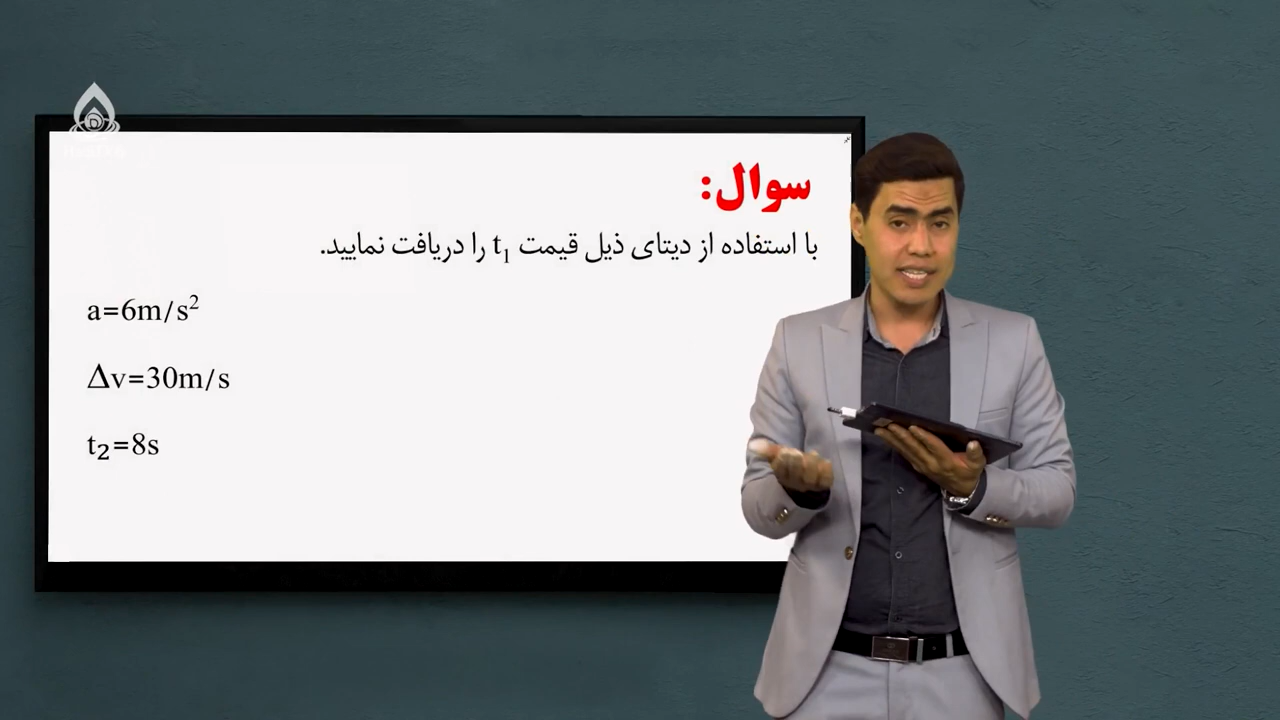 سوال:
با استفاده از دیتای ذیل قیمت t₁ را دریافت نمایید.
a=6m/s²
Δv=30m/s
t₂=8s